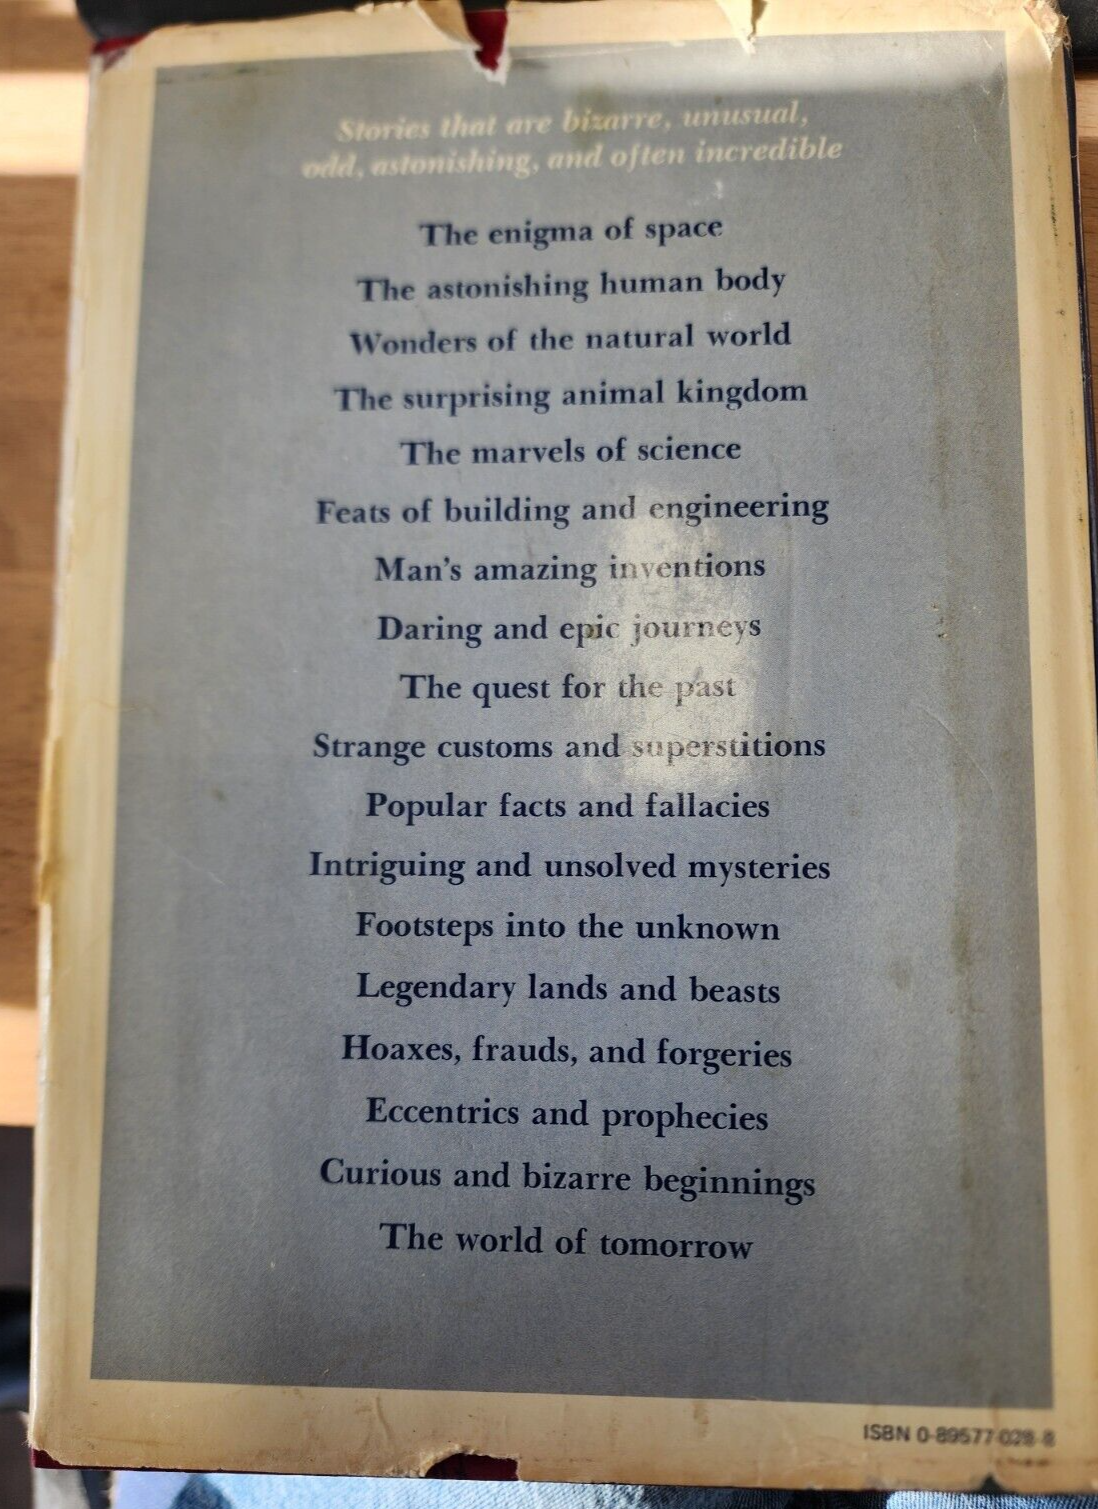 Stories that are bizarre, unusual,
odd, astonishing, and often incredible
The enigma of space
The astonishing human body
Wonders of the natural world
The surprising animal kingdom
The marvels of science
Feats of building and engineering
Man's amazing inventions
Daring and epic journeys
The quest for the past
Strange customs and superstitions
Popular facts and fallacies
Intriguing and unsolved mysteries
Footsteps into the unknown
Legendary lands and beasts
Hoaxes, frauds, and forgeries
Eccentrics and prophecies
Curious and bizarre beginnings
The world of tomorrow
ISBN 0-89577-028-8